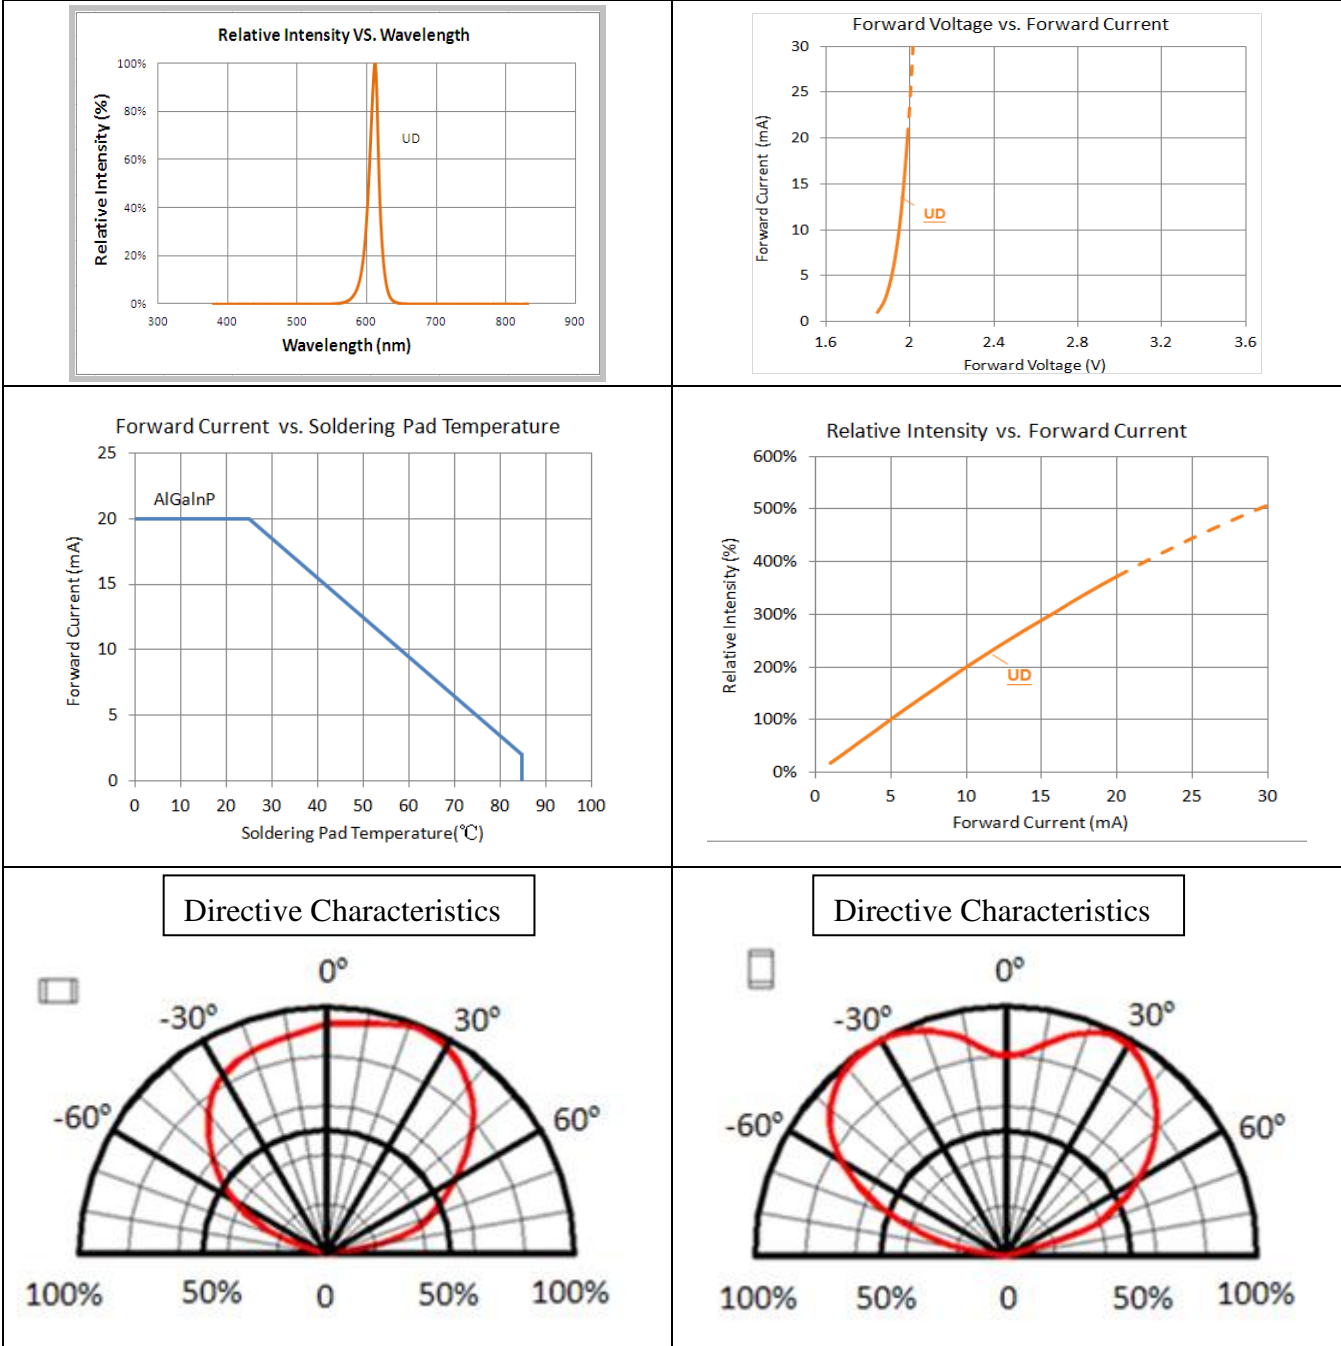 Relative Intensity VS. Wavelength
Relative Intensity (%)
100%
80%
60%
40%
20%
0%
UD
300 400 500 600 700 800 900
Wavelength (nm)
Forward Voltage vs. Forward Current
Forward Current (mA)
30
25
20
15
10
5
0
UD
1.6 2 2.4 2.8 3.2 3.6
Forward Voltage (V)
Forward Current vs. Soldering Pad Temperature
Forward Current (mA)
25
20
15
10
5
0
AlGaInP
0 10 20 30 40 50 60 70 80 90 100
Soldering Pad Temperature(℃)
Relative Intensity vs. Forward Current
Relative Intensity (%)
600%
500%
400%
300%
200%
100%
0%
UD
0 5 10 15 20 25 30
Forward Current (mA)
Directive Characteristics
0°
-30° 30°
-60° 60°
100% 50% 0 50% 100%
Directive Characteristics
0°
-30° 30°
-60° 60°
100% 50% 0 50% 100%